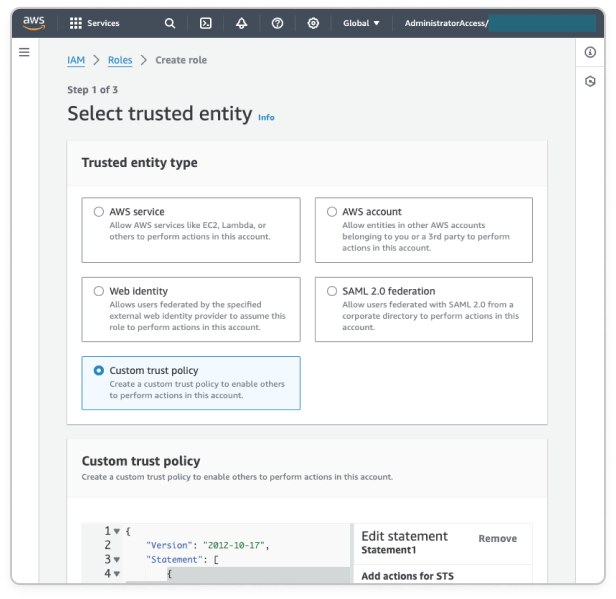 aws Services Global ▼ AdministratorAccess/
IAM > Roles > Create role
Step 1 of 3
Select trusted entity Info
Trusted entity type
AWS service
Allow AWS services like EC2, Lambda, or
others to perform actions in this account.
AWS account
Allow entities in other AWS accounts
belonging to you or a 3rd party to perform
actions in this account.
Web identity
Allows users federated by the specified
external web identity provider to assume this
role to perform actions in this account.
SAML 2.0 federation
Allow users federated with SAML 2.0 from a
corporate directory to perform actions in this
account.
Custom trust policy
Create a custom trust policy to enable others
to perform actions in this account.
Custom trust policy
Create a custom trust policy to enable others to perform actions in this account.
1 {
2 "Version": "2012-10-17",
3 "Statement": [
4 {
Edit statement Remove
Statement1
Add actions for STS